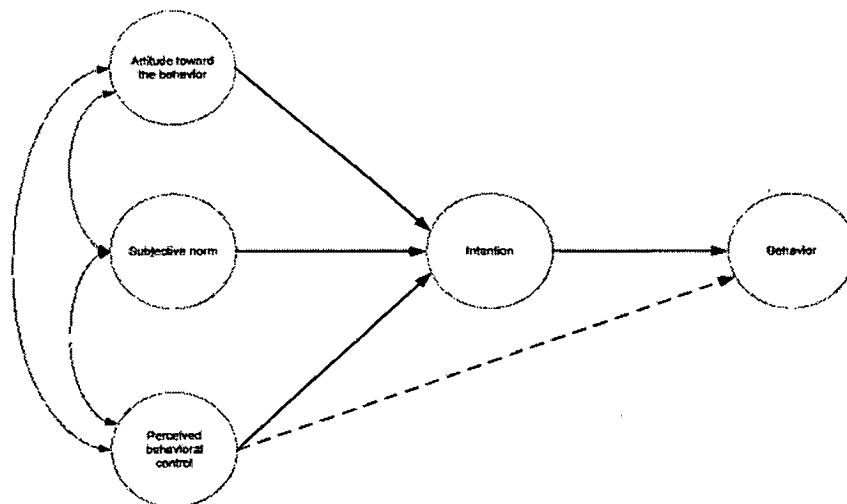 Attitude toward
the behavior
Subjective norm
Intention
Behavior
Perceived
behavioral
control